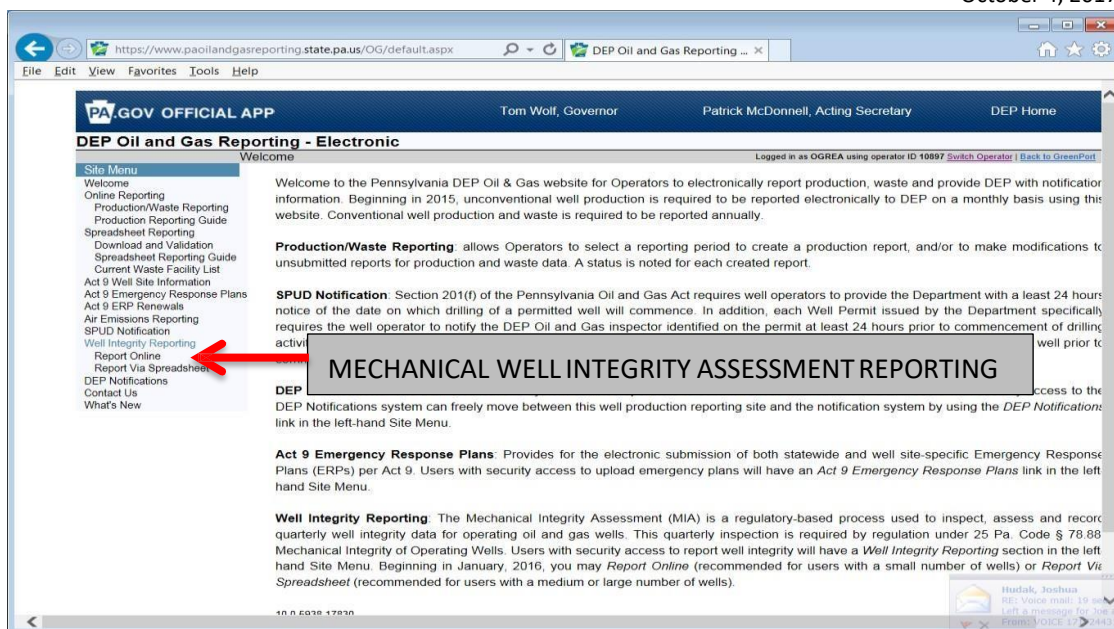 October 4, 2017
https://www.paoilandgasreporting.state.pa.us/OG/default.aspx
DEP Oil and Gas Reporting ...
File Edit View Favorites Tools Help
PA.GOV OFFICIAL APP
Tom Wolf, Governor
Patrick McDonnell, Acting Secretary
DEP Home
DEP Oil and Gas Reporting - Electronic
Welcome
Logged in as OGREA using operator ID 10897 Switch Operator | Back to GreenPort
Site Menu
Welcome
Online Reporting
Production/Waste Reporting
Production Reporting Guide
Spreadsheet Reporting
Download and Validation
Spreadsheet Reporting Guide
Current Waste Facility List
Act 9 Well Site Information
Act 9 Emergency Response Plans
Act 9 ERP Renewals
Air Emissions Reporting
SPUD Notification
Well Integrity Reporting
Report Online
Report Via Spreadsheet
DEP Notifications
Contact Us
What's New
Welcome to the Pennsylvania DEP Oil & Gas website for Operators to electronically report production, waste and provide DEP with notification
information. Beginning in 2015, unconventional well production is required to be reported electronically to DEP on a monthly basis using this
website. Conventional well production and waste is required to be reported annually.
Production/Waste Reporting: allows Operators to select a reporting period to create a production report, and/or to make modifications to
unsubmitted reports for production and waste data. A status is noted for each created report.
SPUD Notification: Section 201(f) of the Pennsylvania Oil and Gas Act requires well operators to provide the Department with a least 24 hours
notice of the date on which drilling of a permitted well will commence. In addition, each Well Permit issued by the Department specifically
requires the well operator to notify the DEP Oil and Gas inspector identified on the permit at least 24 hours prior to commencement of drilling
well prior to
MECHANICAL WELL INTEGRITY ASSESSMENT REPORTING
DEP
access to the
DEP Notifications system can freely move between this well production reporting site and the notification system by using the DEP Notifications
link in the left-hand Site Menu.
Act 9 Emergency Response Plans: Provides for the electronic submission of both statewide and well site-specific Emergency Response
Plans (ERPs) per Act 9. Users with security access to upload emergency plans will have an Act 9 Emergency Response Plans link in the left-
hand Site Menu.
Well Integrity Reporting: The Mechanical Integrity Assessment (MIA) is a regulatory-based process used to inspect, assess and record
quarterly well integrity data for operating oil and gas wells. This quarterly inspection is required by regulation under 25 Pa. Code § 78.88
Mechanical Integrity of Operating Wells. Users with security access to report well integrity will have a Well Integrity Reporting section in the left-
hand Site Menu. Beginning in January, 2016, you may Report Online (recommended for users with a small number of wells) or Report Via
Spreadsheet (recommended for users with a medium or large number of wells).
10.0.5938.17830
Hudak, Joshua
RE: Voice mail: 19
Left a message for Joe
From: VOICE